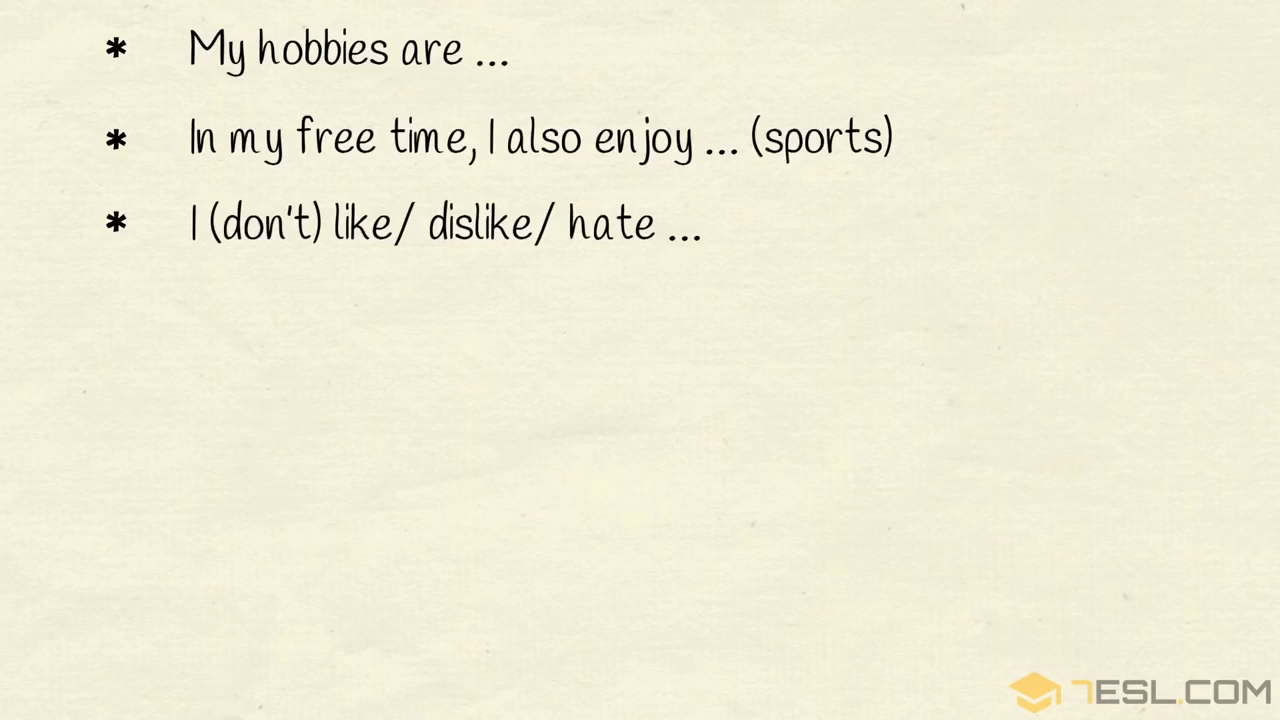 * My hobbies are ...
* In my free time, I also enjoy ... (sports)
* I (don't) like/ dislike/ hate ...
7ESL.COM